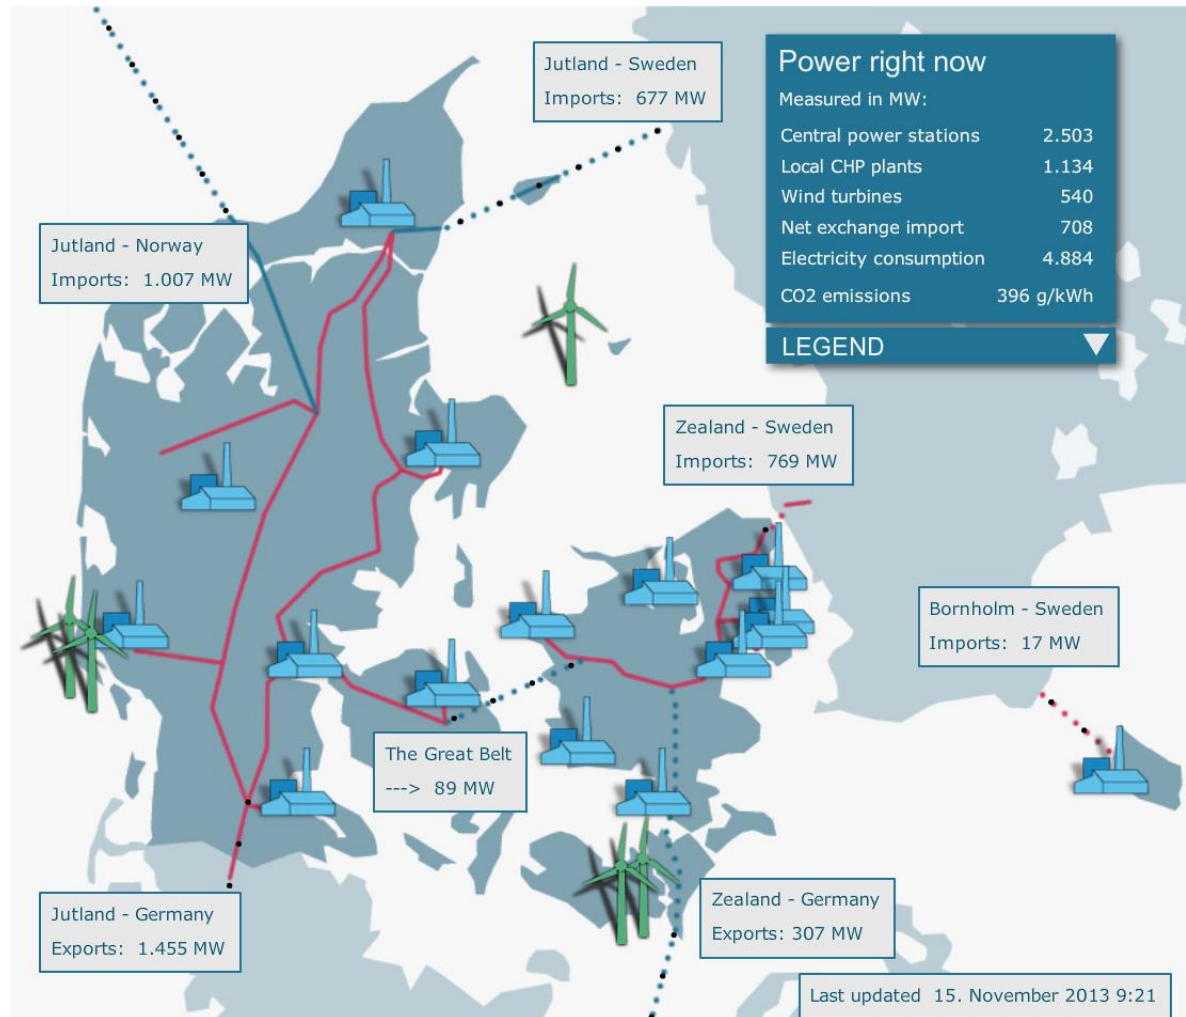 Jutland - Sweden
Imports: 677 MW
Power right now
Measured in MW:
Central power stations 2.503
Local CHP plants 1.134
Wind turbines 540
Net exchange import 708
Electricity consumption 4.884
CO2 emissions 396 g/kWh
LEGEND
Jutland - Norway
Imports: 1.007 MW
Zealand - Sweden
Imports: 769 MW
Bornholm - Sweden
Imports: 17 MW
The Great Belt
---> 89 MW
Jutland - Germany
Exports: 1.455 MW
Zealand - Germany
Exports: 307 MW
Last updated 15. November 2013 9:21